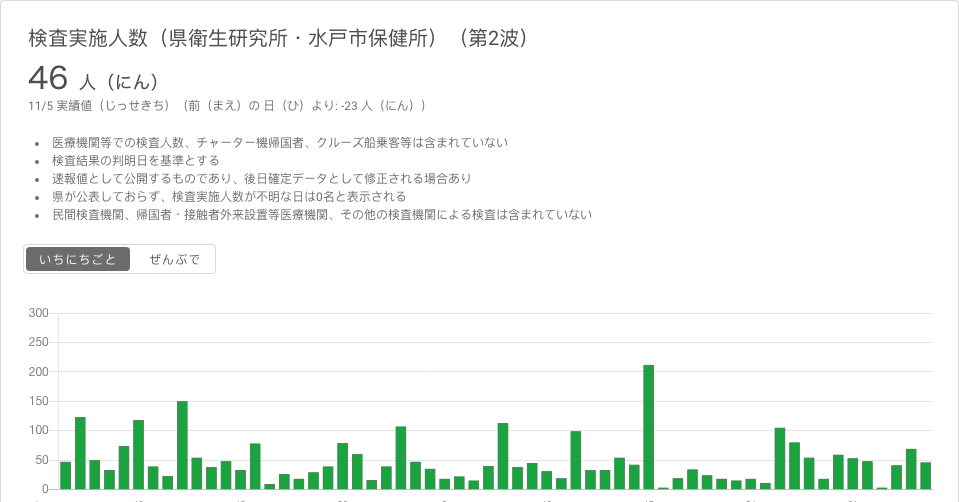 検査実施人数（県衛生研究所・水戸市保健所）（第2波）
46 人（にん）
11/5 実績値（じっせきち）（前（まえ）の 日（ひ）より: -23 人（にん））
医療機関等での検査人数、チャーター機帰国者、クルーズ船乗客等は含まれていない
検査結果の判明日を基準とする
速報値として公開するものであり、後日確定データとして修正される場合あり
県が公表しておらず、検査実施人数が不明な日は0名と表示される
民間検査機関、帰国者・接触者外来設置等医療機関、その他の検査機関による検査は含まれていない
いちにちごと ぜんぶで
300
250
200
150
100
50
0